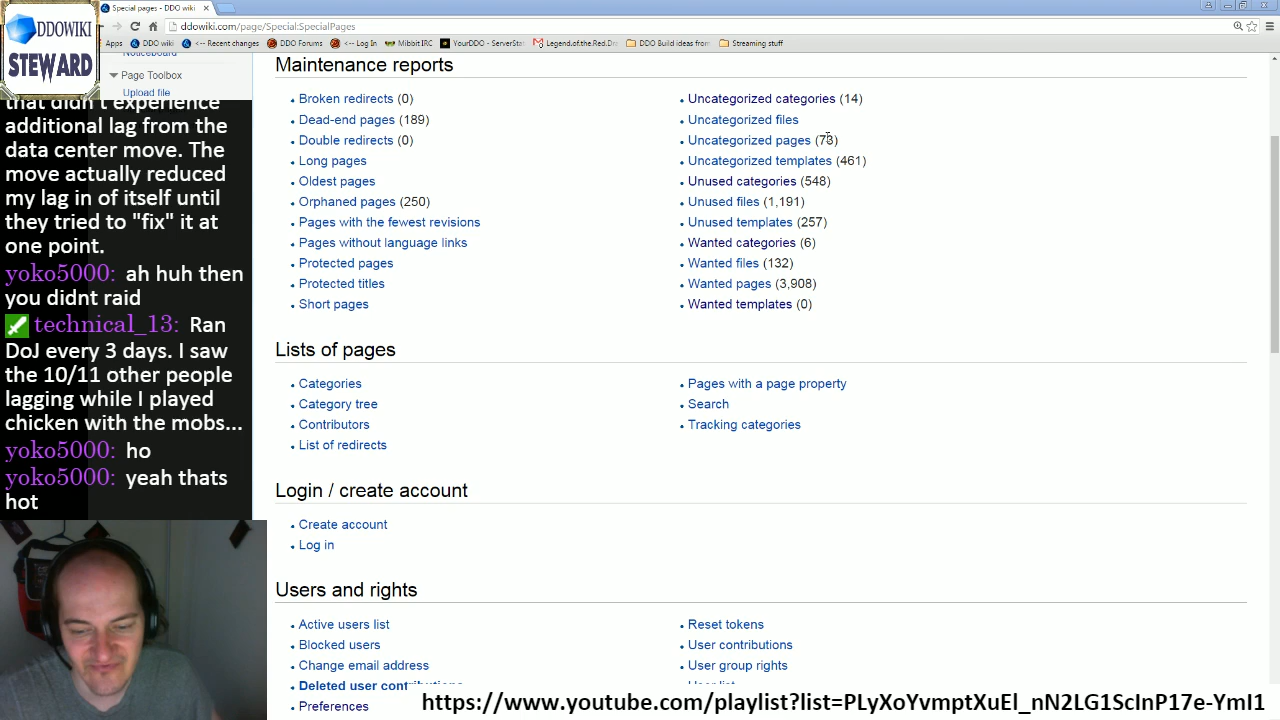 Special pages - DDO wiki
ddowiki.com/page/Special:SpecialPages
Apps DDO wiki <-- Recent changes DDO Forums <-- Log In Mibbit IRC YourDDO - ServerStat Legend.of.the.Red.Dra DDO Build ideas from Streaming stuff
DDOWIKI
STEWARD
Noticeboard
Page Toolbox
Upload file
that didn't experience
additional lag from the
data center move. The
move actually reduced
my lag in of itself until
they tried to "fix" it at
one point.
yoko5000: ah huh then
you didnt raid
technical_13: Ran
DoJ every 3 days. I saw
the 10/11 other people
lagging while I played
chicken with the mobs...
yoko5000: ho
yoko5000: yeah thats
hot
Maintenance reports
Broken redirects (0)
Dead-end pages (189)
Double redirects (0)
Long pages
Oldest pages
Orphaned pages (250)
Pages with the fewest revisions
Pages without language links
Protected pages
Protected titles
Short pages
Uncategorized categories (14)
Uncategorized files
Uncategorized pages (73)
Uncategorized templates (461)
Unused categories (548)
Unused files (1,191)
Unused templates (257)
Wanted categories (6)
Wanted files (132)
Wanted pages (3,908)
Wanted templates (0)
Lists of pages
Categories
Category tree
Contributors
List of redirects
Pages with a page property
Search
Tracking categories
Login / create account
Create account
Log in
Users and rights
Active users list
Blocked users
Change email address
Deleted user contributions
Preferences
Reset tokens
User contributions
User group rights
User list
https://www.youtube.com/playlist?list=PLyXoYvmptXuEl_nN2LG1ScInP17e-YmI1